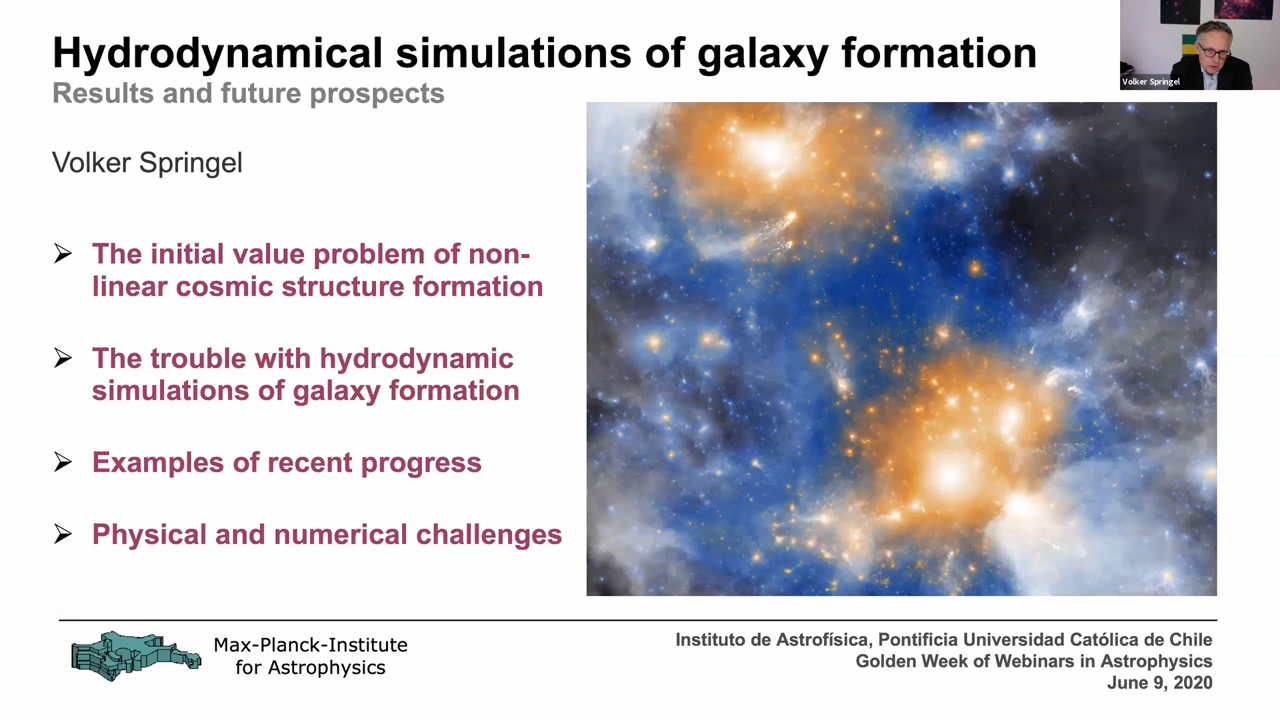 Hydrodynamical simulations of galaxy formation
Results and future prospects
Volker Springel
Volker Springel
➢ The initial value problem of non-
linear cosmic structure formation
➢ The trouble with hydrodynamic
simulations of galaxy formation
➢ Examples of recent progress
➢ Physical and numerical challenges
Max-Planck-Institute
for Astrophysics
Instituto de Astrofísica, Pontificia Universidad Católica de Chile
Golden Week of Webinars in Astrophysics
June 9, 2020